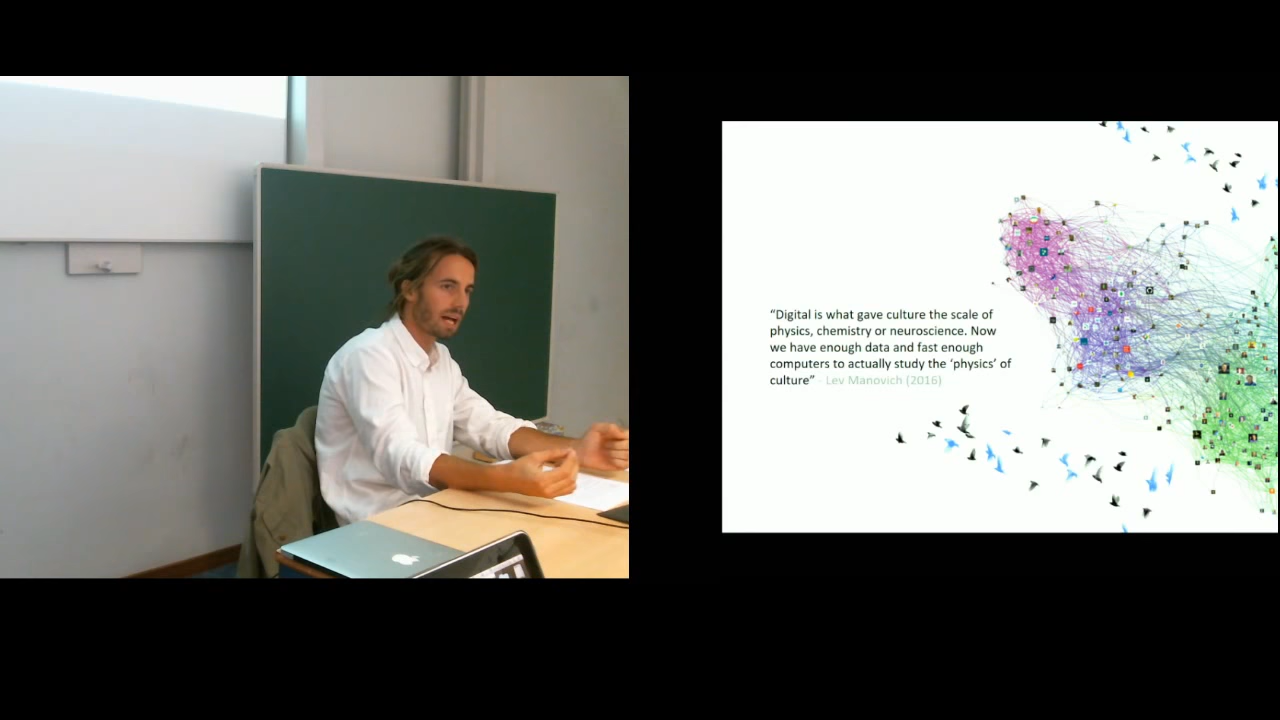 “Digital is what gave culture the scale of
physics, chemistry or neuroscience. Now
we have enough data and fast enough
computers to actually study the ‘physics’ of
culture” - Lev Manovich (2016)